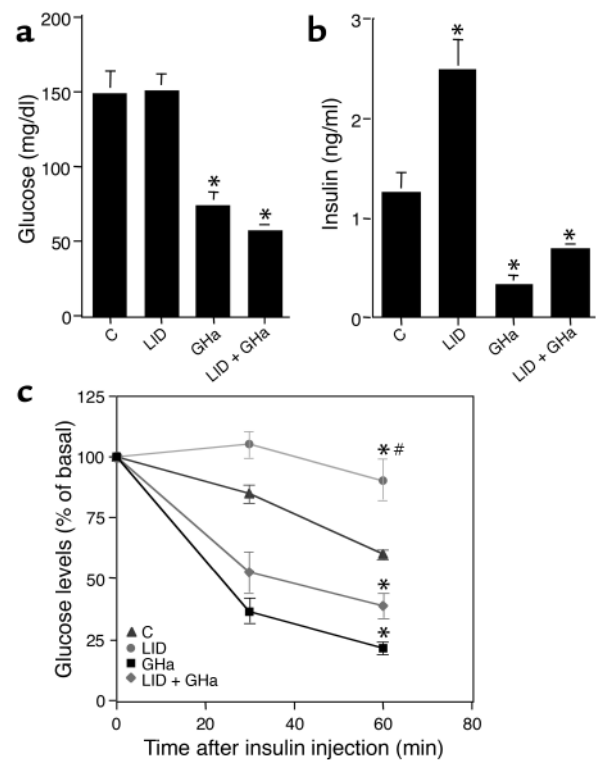 a
Glucose (mg/dl)
200
150
100
50
0
C
LID
GHa
LID + GHa
*
*
b
Insulin (ng/ml)
3
2
1
0
C
LID
GHa
LID + GHa
*
*
*
c
Glucose levels (% of basal)
125
100
75
50
25
0
* #
*
*
C
LID
GHa
LID + GHa
0 20 40 60 80
Time after insulin injection (min)